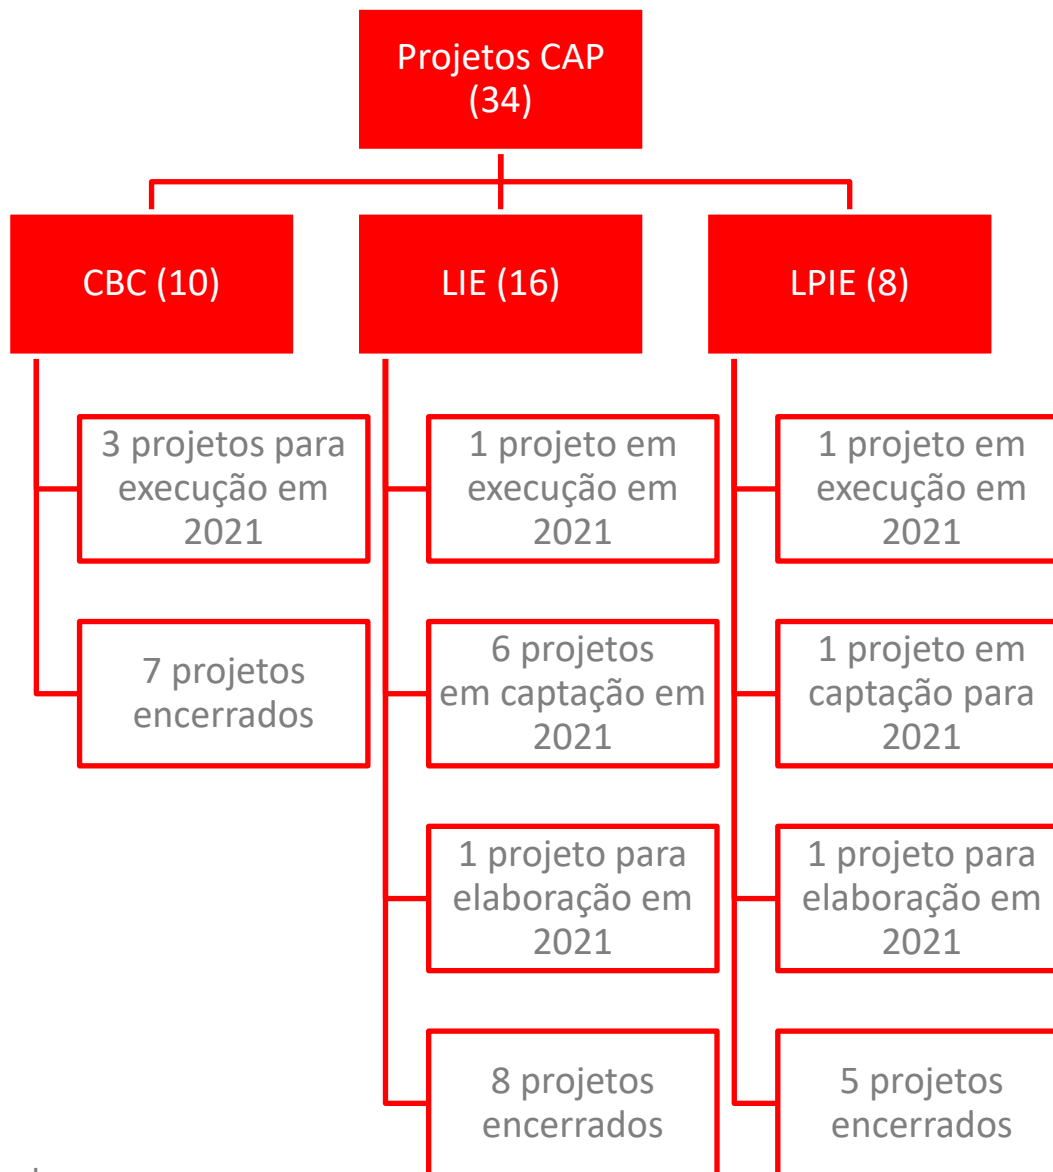 Projetos CAP
(34)
CBC (10)
LIE (16)
LPIE (8)
3 projetos para
execução em
2021
1 projeto em
execução em
2021
1 projeto em
execução em
2021
7 projetos
encerrados
6 projetos
em captação em
2021
1 projeto em
captação para
2021
1 projeto para
elaboração em
2021
1 projeto para
elaboração em
2021
8 projetos
encerrados
5 projetos
encerrados